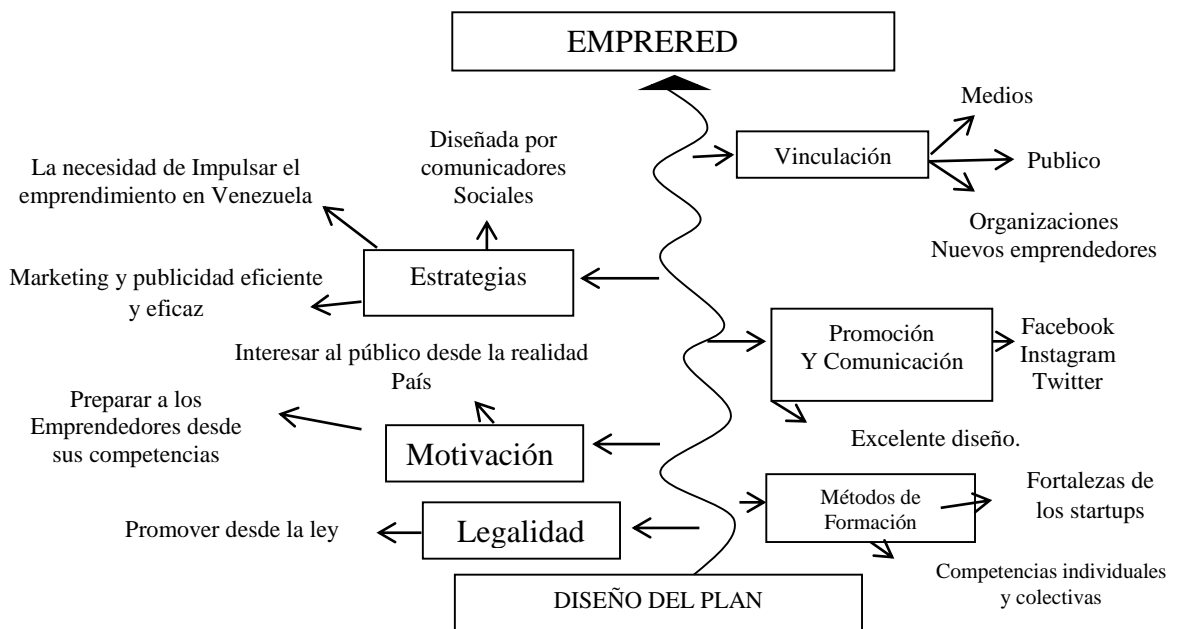 EMPRERED
Medios
Vinculación
Publico
Organizaciones
Nuevos emprendedores
Diseñada por
comunicadores
Sociales
La necesidad de Impulsar el
emprendimiento en Venezuela
Estrategias
Marketing y publicidad eficiente
y eficaz
Promoción
Y Comunicación
Facebook
Instagram
Twitter
Excelente diseño.
Interesar al público desde la realidad
País
Preparar a los
Emprendedores desde
sus competencias
Motivación
Métodos de
Formación
Fortalezas de
los startups
Competencias individuales
y colectivas
Legalidad
Promover desde la ley
DISEÑO DEL PLAN